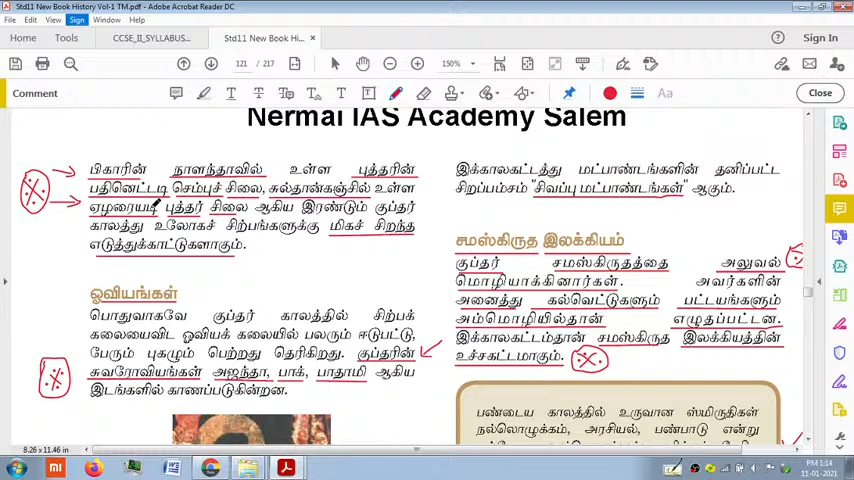 Std11 New Book History Vol-1 TM.pdf - Adobe Acrobat Reader DC
File Edit View Sign Window Help
Home Tools CCSE_II_SYLLABUS... Std11 New Book Hi... × Sign In
121 / 217 150%
Comment Close
Nermal IAS Academy Salem
பிகாரின் நாளந்தாவில் உள்ள புத்தரின்
பதினெட்டடி செம்புச் சிலை, சுல்தான்கஞ்சில் உள்ள
ஏழரையடி புத்தர் சிலை ஆகிய இரண்டும் குப்தர்
காலத்து உலோகச் சிற்பங்களுக்கு மிகச் சிறந்த
எடுத்துக்காட்டுகளாகும்.
ஓவியங்கள்
பொதுவாகவே குப்தர் காலத்தில் சிற்பக்
கலையைவிட ஓவியக் கலையில் பலரும் ஈடுபட்டு,
பேரும் புகழும் பெற்றது தெரிகிறது. குப்தரின்
சுவரோவியங்கள் அஜந்தா, பாக், பாதாமி ஆகிய
இடங்களில் காணப்படுகின்றன.
இக்காலகட்டத்து மட்பாண்டங்களின் தனிப்பட்ட
சிறப்பம்சம் "சிவப்பு மட்பாண்டங்கள்" ஆகும்.
சமஸ்கிருத இலக்கியம்
குப்தர் சமஸ்கிருதத்தை அலுவல்
மொழியாக்கினார்கள். அவர்களின்
அனைத்து கல்வெட்டுகளும் பட்டயங்களும்
அம்மொழியில்தான் எழுதப்பட்டன.
இக்காலகட்டம்தான் சமஸ்கிருத இலக்கியத்தின்
உச்சகட்டமாகும்.
பண்டைய காலத்தில் உருவான ஸ்மிருதிகள்
நல்லொழுக்கம், அரசியல், பண்பாடு என்று
8.26 x 11.46 in
PM 1:14
11-01-2021